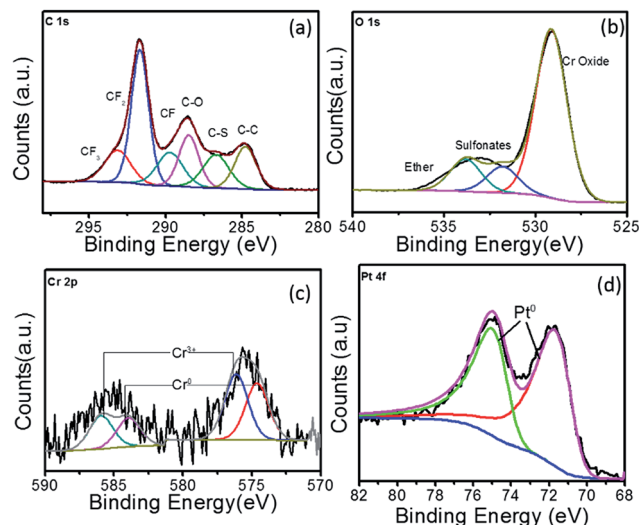 C 1s
(a)
CF₃
CF₂
CF
C-O
C-S
C-C
Counts (a.u.)
295
290
285
280
Binding Energy (eV)
O 1s
(b)
Cr Oxide
Sulfonates
Ether
Counts (a.u.)
540
535
530
525
Binding Energy(eV)
Cr 2p
(c)
Cr³⁺
Cr⁰
Counts(a.u.)
590
585
580
575
570
Binding Energy(eV)
Pt 4f
(d)
Pt⁰
Counts (a.u.)
82
80
78
76
74
72
70
68
Binding Energy(eV)